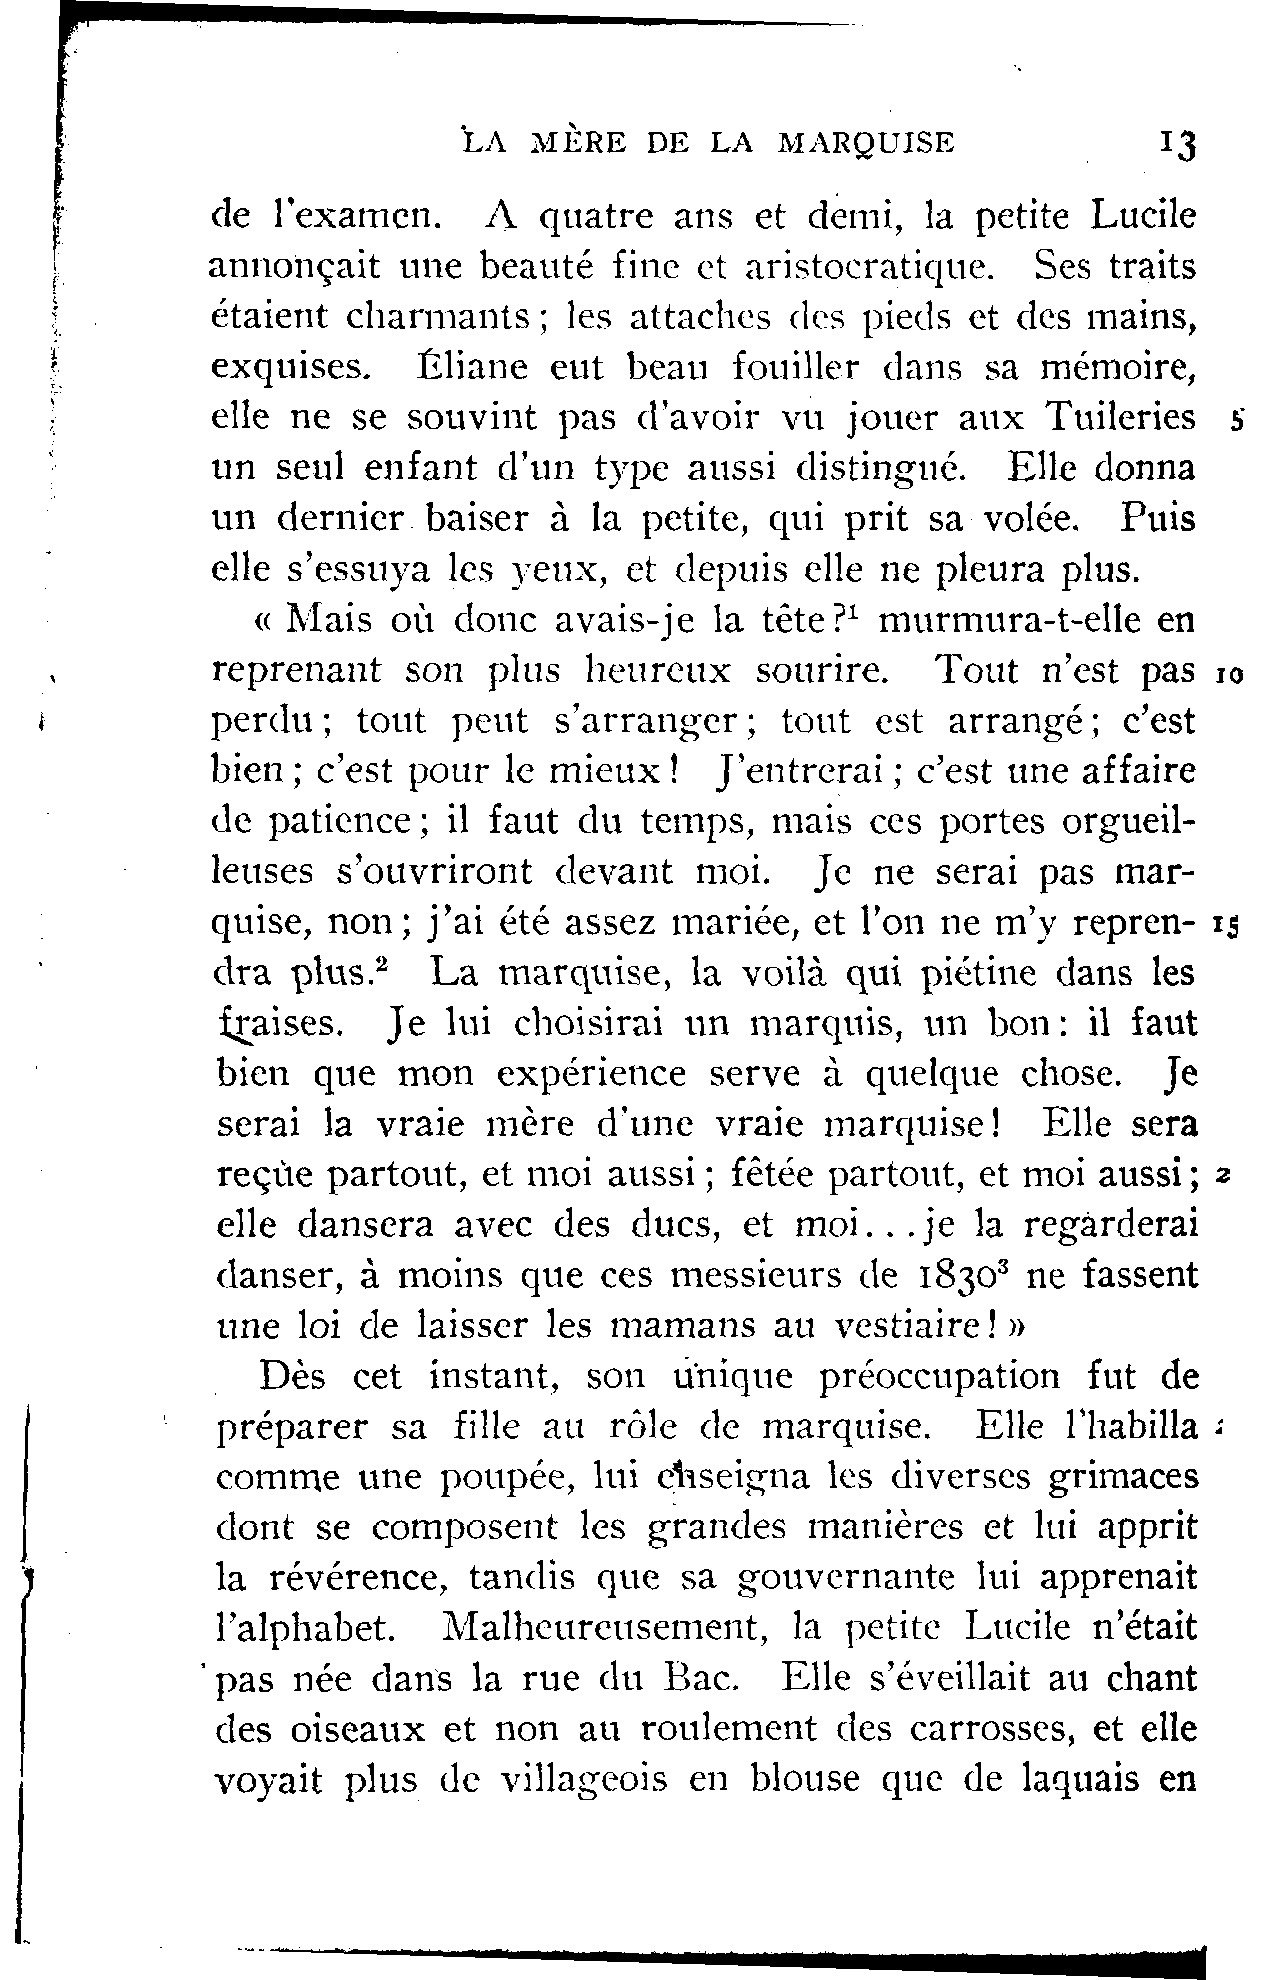 LA MÈRE DE LA MARQUISE 13
de l'examen. A quatre ans et demi, la petite Lucile
annonçait une beauté fine et aristocratique. Ses traits
étaient charmants ; les attaches des pieds et des mains,
exquises. Éliane eut beau fouiller dans sa mémoire,
elle ne se souvint pas d'avoir vu jouer aux Tuileries 5
un seul enfant d'un type aussi distingué. Elle donna
un dernier baiser à la petite, qui prit sa volée. Puis
elle s'essuya les yeux, et depuis elle ne pleura plus.
« Mais où donc avais-je la tête ?¹ murmura-t-elle en
reprenant son plus heureux sourire. Tout n'est pas 10
perdu ; tout peut s'arranger ; tout est arrangé ; c'est
bien ; c'est pour le mieux ! J'entrerai ; c'est une affaire
de patience ; il faut du temps, mais ces portes orgueil-
leuses s'ouvriront devant moi. Je ne serai pas mar-
quise, non ; j'ai été assez mariée, et l'on ne m'y repren- 15
dra plus.² La marquise, la voilà qui piétine dans les
fraises. Je lui choisirai un marquis, un bon : il faut
bien que mon expérience serve à quelque chose. Je
serai la vraie mère d'une vraie marquise ! Elle sera
reçue partout, et moi aussi ; fêtée partout, et moi aussi ; 2
elle dansera avec des ducs, et moi...je la regarderai
danser, à moins que ces messieurs de 1830³ ne fassent
une loi de laisser les mamans au vestiaire ! »
Dès cet instant, son unique préoccupation fut de
préparer sa fille au rôle de marquise. Elle l'habilla
comme une poupée, lui enseigna les diverses grimaces
dont se composent les grandes manières et lui apprit
la révérence, tandis que sa gouvernante lui apprenait
l'alphabet. Malheureusement, la petite Lucile n'était
pas née dans la rue du Bac. Elle s'éveillait au chant
des oiseaux et non au roulement des carrosses, et elle
voyait plus de villageois en blouse que de laquais en